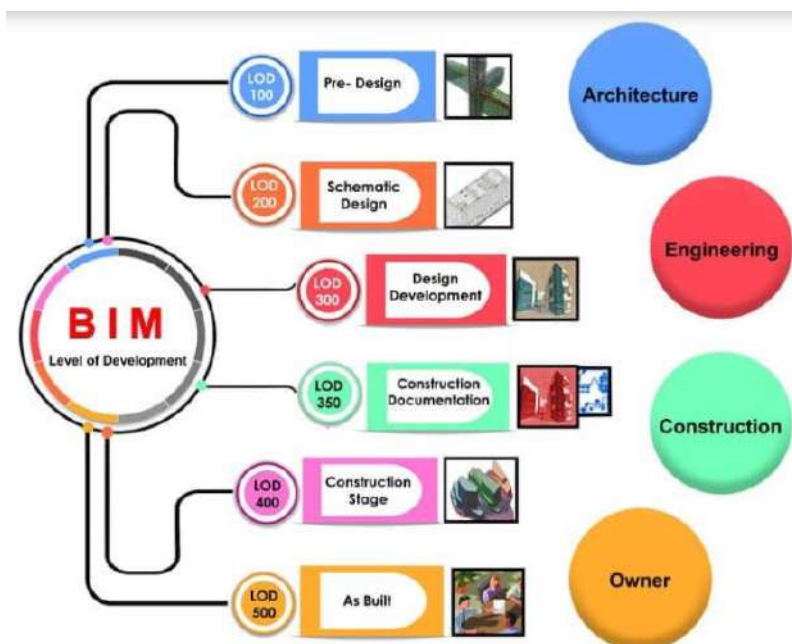 LOD
100
Pre- Design
Architecture
LOD
200
Schematic
Design
Engineering
LOD
300
Design
Development
BIM
Level of Development
LOD
350
Construction
Documentation
Construction
LOD
400
Construction
Stage
LOD
500
As Built
Owner